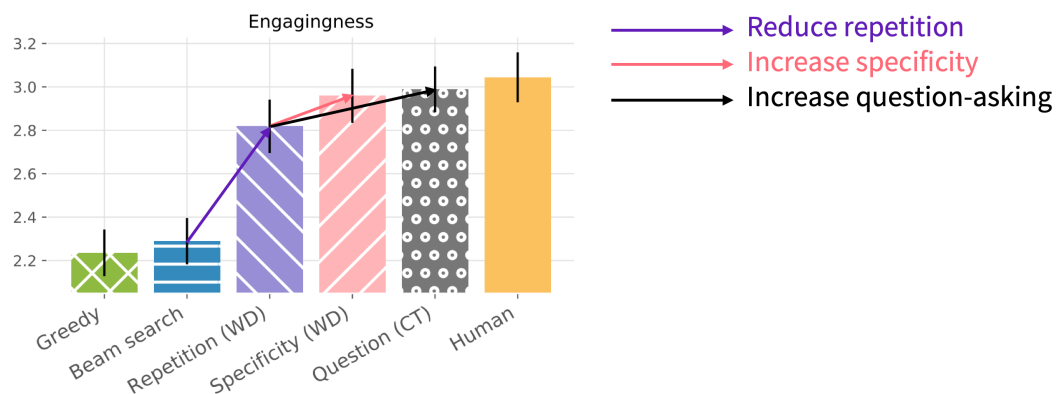 Engagingness
Reduce repetition
Increase specificity
Increase question-asking
3.2
3.0
2.8
2.6
2.4
2.2
Greedy
Beam search
Repetition (WD)
Specificity (WD)
Question (CT)
Human